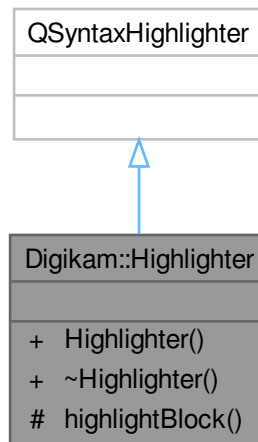 QSyntaxHighlighter
Digikam::Highlighter
+ Highlighter()
+ ~Highlighter()
# highlightBlock()